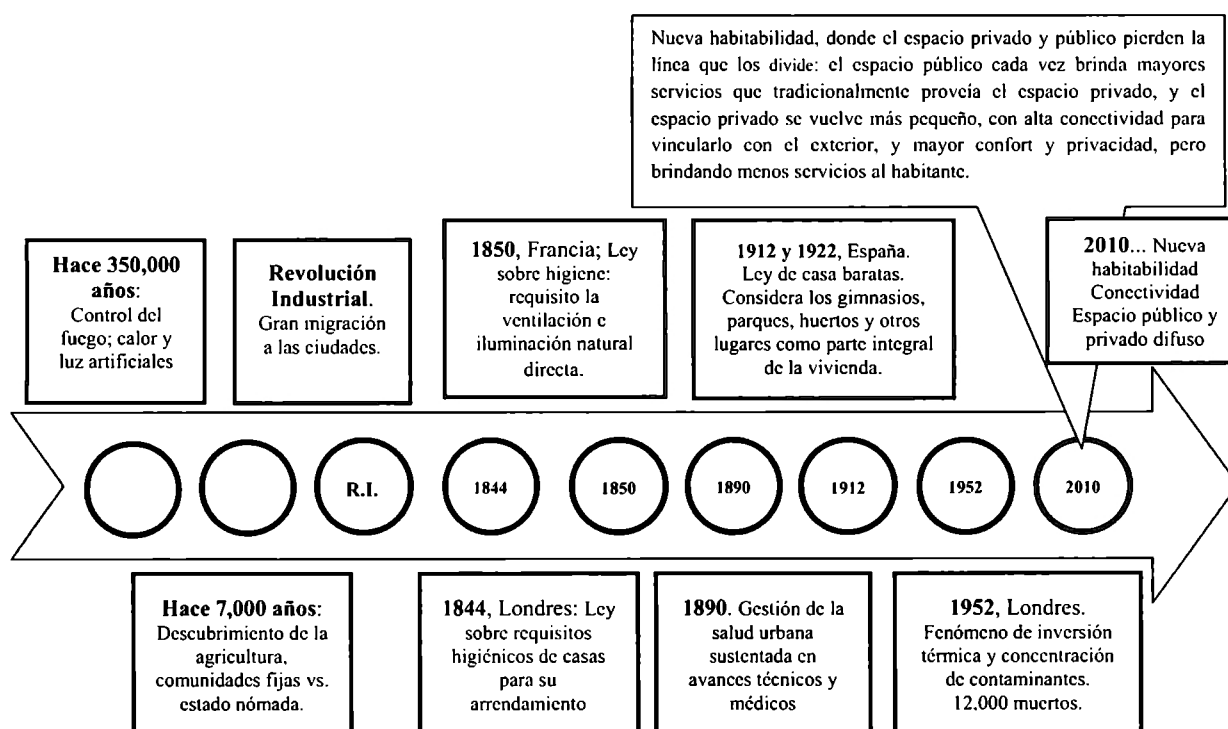 Nueva habitabilidad, donde el espacio privado y público pierden la
línea que los divide: el espacio público cada vez brinda mayores
servicios que tradicionalmente proveía el espacio privado, y el
espacio privado se vuelve más pequeño, con alta conectividad para
vincularlo con el exterior, y mayor confort y privacidad, pero
brindando menos servicios al habitante.
Hace 350,000
años:
Control del
fuego; calor y
luz artificiales
Revolución
Industrial.
Gran migración
a las ciudades.
1850, Francia; Ley
sobre higiene:
requisito la
ventilación e
iluminación natural
directa.
1912 y 1922, España.
Ley de casa baratas.
Considera los gimnasios,
parques, huertos y otros
lugares como parte integral
de la vivienda.
2010... Nueva
habitabilidad
Conectividad
Espacio público y
privado difuso
R.I.
1844
1850
1890
1912
1952
2010
Hace 7,000 años:
Descubrimiento de la
agricultura,
comunidades fijas vs.
estado nómada.
1844, Londres: Ley
sobre requisitos
higiénicos de casas
para su
arrendamiento
1890. Gestión de la
salud urbana
sustentada en
avances técnicos y
médicos
1952, Londres.
Fenómeno de inversión
térmica y concentración
de contaminantes.
12,000 muertos.